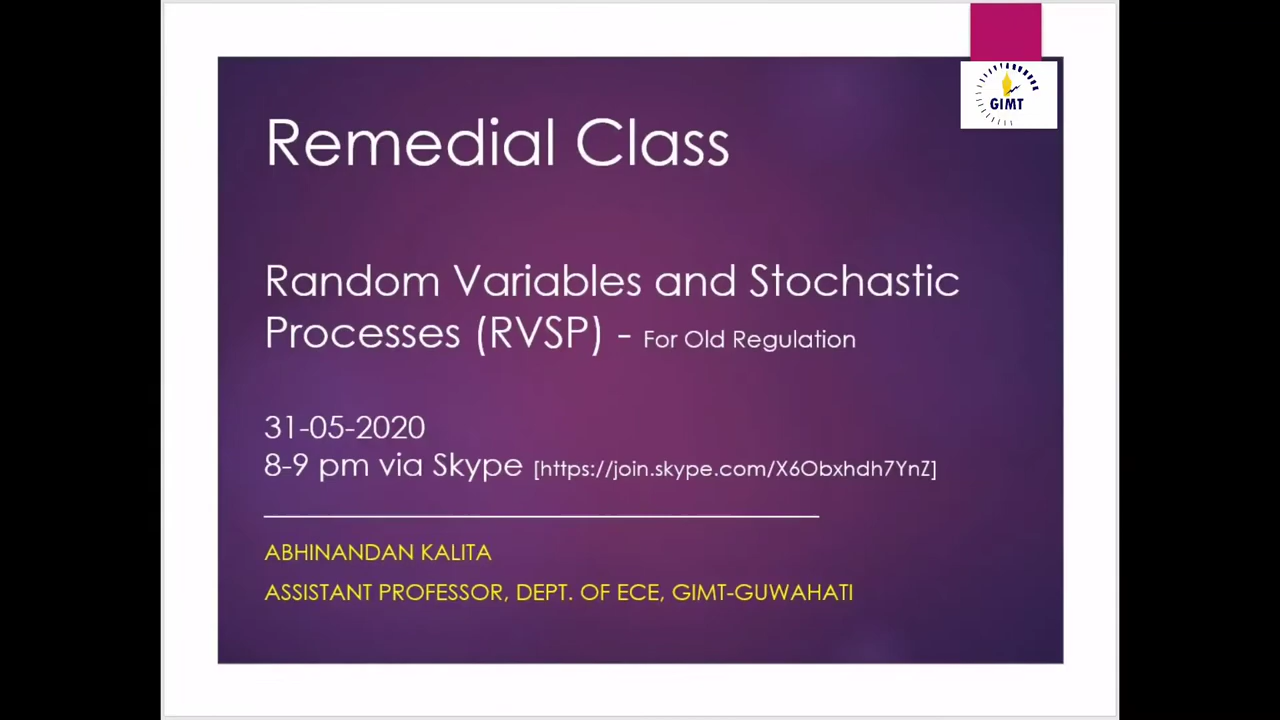 GIMT
Remedial Class
Random Variables and Stochastic
Processes (RVSP) - For Old Regulation
31-05-2020
8-9 pm via Skype [https://join.skype.com/X6Obxhdh7YnZ]
ABHINANDAN KALITA
ASSISTANT PROFESSOR, DEPT. OF ECE, GIMT-GUWAHATI